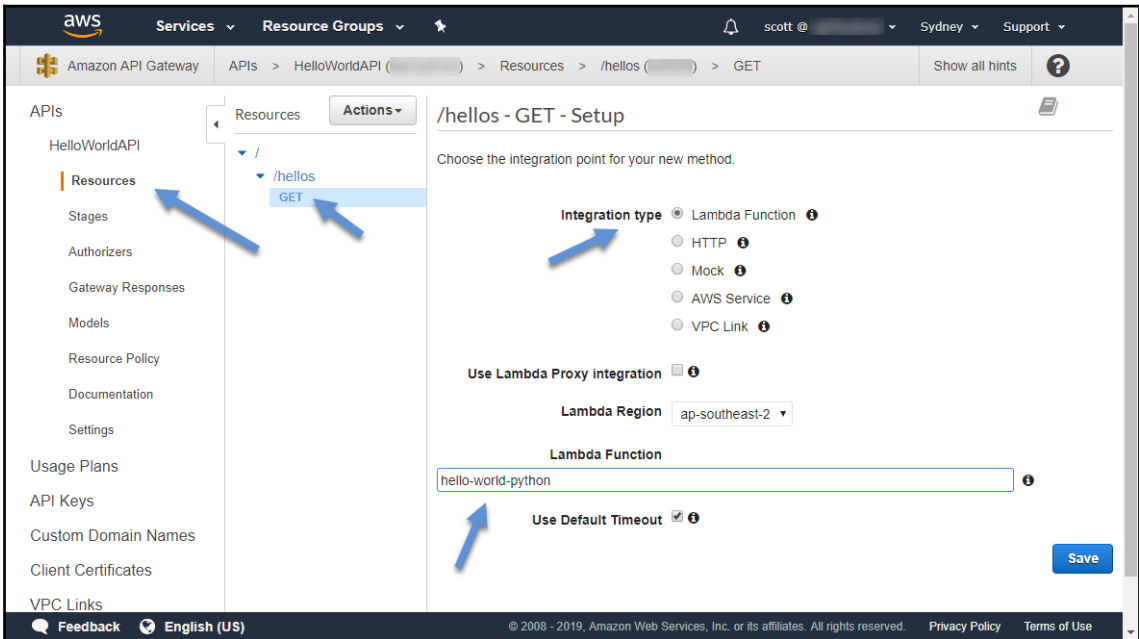 aws Services Resource Groups scott @ Sydney Support
Amazon API Gateway APIs > HelloWorldAPI ( ) > Resources > /hellos ( ) > GET Show all hints ?
APIs
HelloWorldAPI
Resources
Stages
Authorizers
Gateway Responses
Models
Resource Policy
Documentation
Settings
Usage Plans
API Keys
Custom Domain Names
Client Certificates
VPC Links
Resources Actions
/
/hellos
GET
/hellos - GET - Setup
Choose the integration point for your new method.
Integration type Lambda Function
HTTP
Mock
AWS Service
VPC Link
Use Lambda Proxy integration
Lambda Region ap-southeast-2
Lambda Function
hello-world-python
Use Default Timeout
Save
Feedback English (US) © 2008 - 2019, Amazon Web Services, Inc. or its affiliates. All rights reserved. Privacy Policy Terms of Use